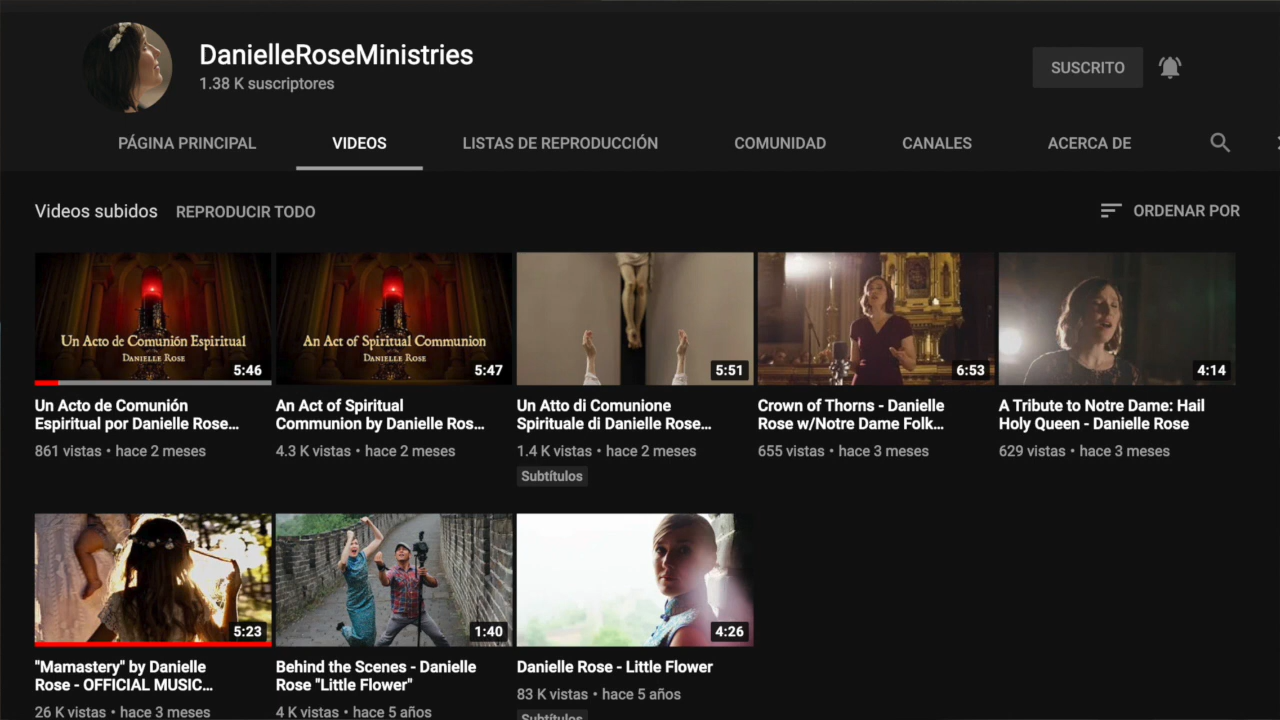 DanielleRoseMinistries
1.38 K suscriptores
SUSCRITO
PÁGINA PRINCIPAL
VIDEOS
LISTAS DE REPRODUCCIÓN
COMUNIDAD
CANALES
ACERCA DE
Videos subidos
REPRODUCIR TODO
ORDENAR POR
Un Acto de Comunión Espiritual
DANIELLE ROSE
5:46
An Act of Spiritual Communion
DANIELLE ROSE
5:47
5:51
6:53
4:14
Un Acto de Comunión
Espiritual por Danielle Rose...
861 vistas • hace 2 meses
An Act of Spiritual
Communion by Danielle Ros...
4.3 K vistas • hace 2 meses
Un Atto di Comunione
Spirituale di Danielle Rose...
1.4 K vistas • hace 2 meses
Subtítulos
Crown of Thorns - Danielle
Rose w/Notre Dame Folk...
655 vistas • hace 3 meses
A Tribute to Notre Dame: Hail
Holy Queen - Danielle Rose
629 vistas • hace 3 meses
5:23
1:40
4:26
"Mamastery" by Danielle
Rose - OFFICIAL MUSIC...
26 K vistas • hace 3 meses
Behind the Scenes - Danielle
Rose "Little Flower"
4 K vistas • hace 5 años
Danielle Rose - Little Flower
83 K vistas • hace 5 años
Subtítulos